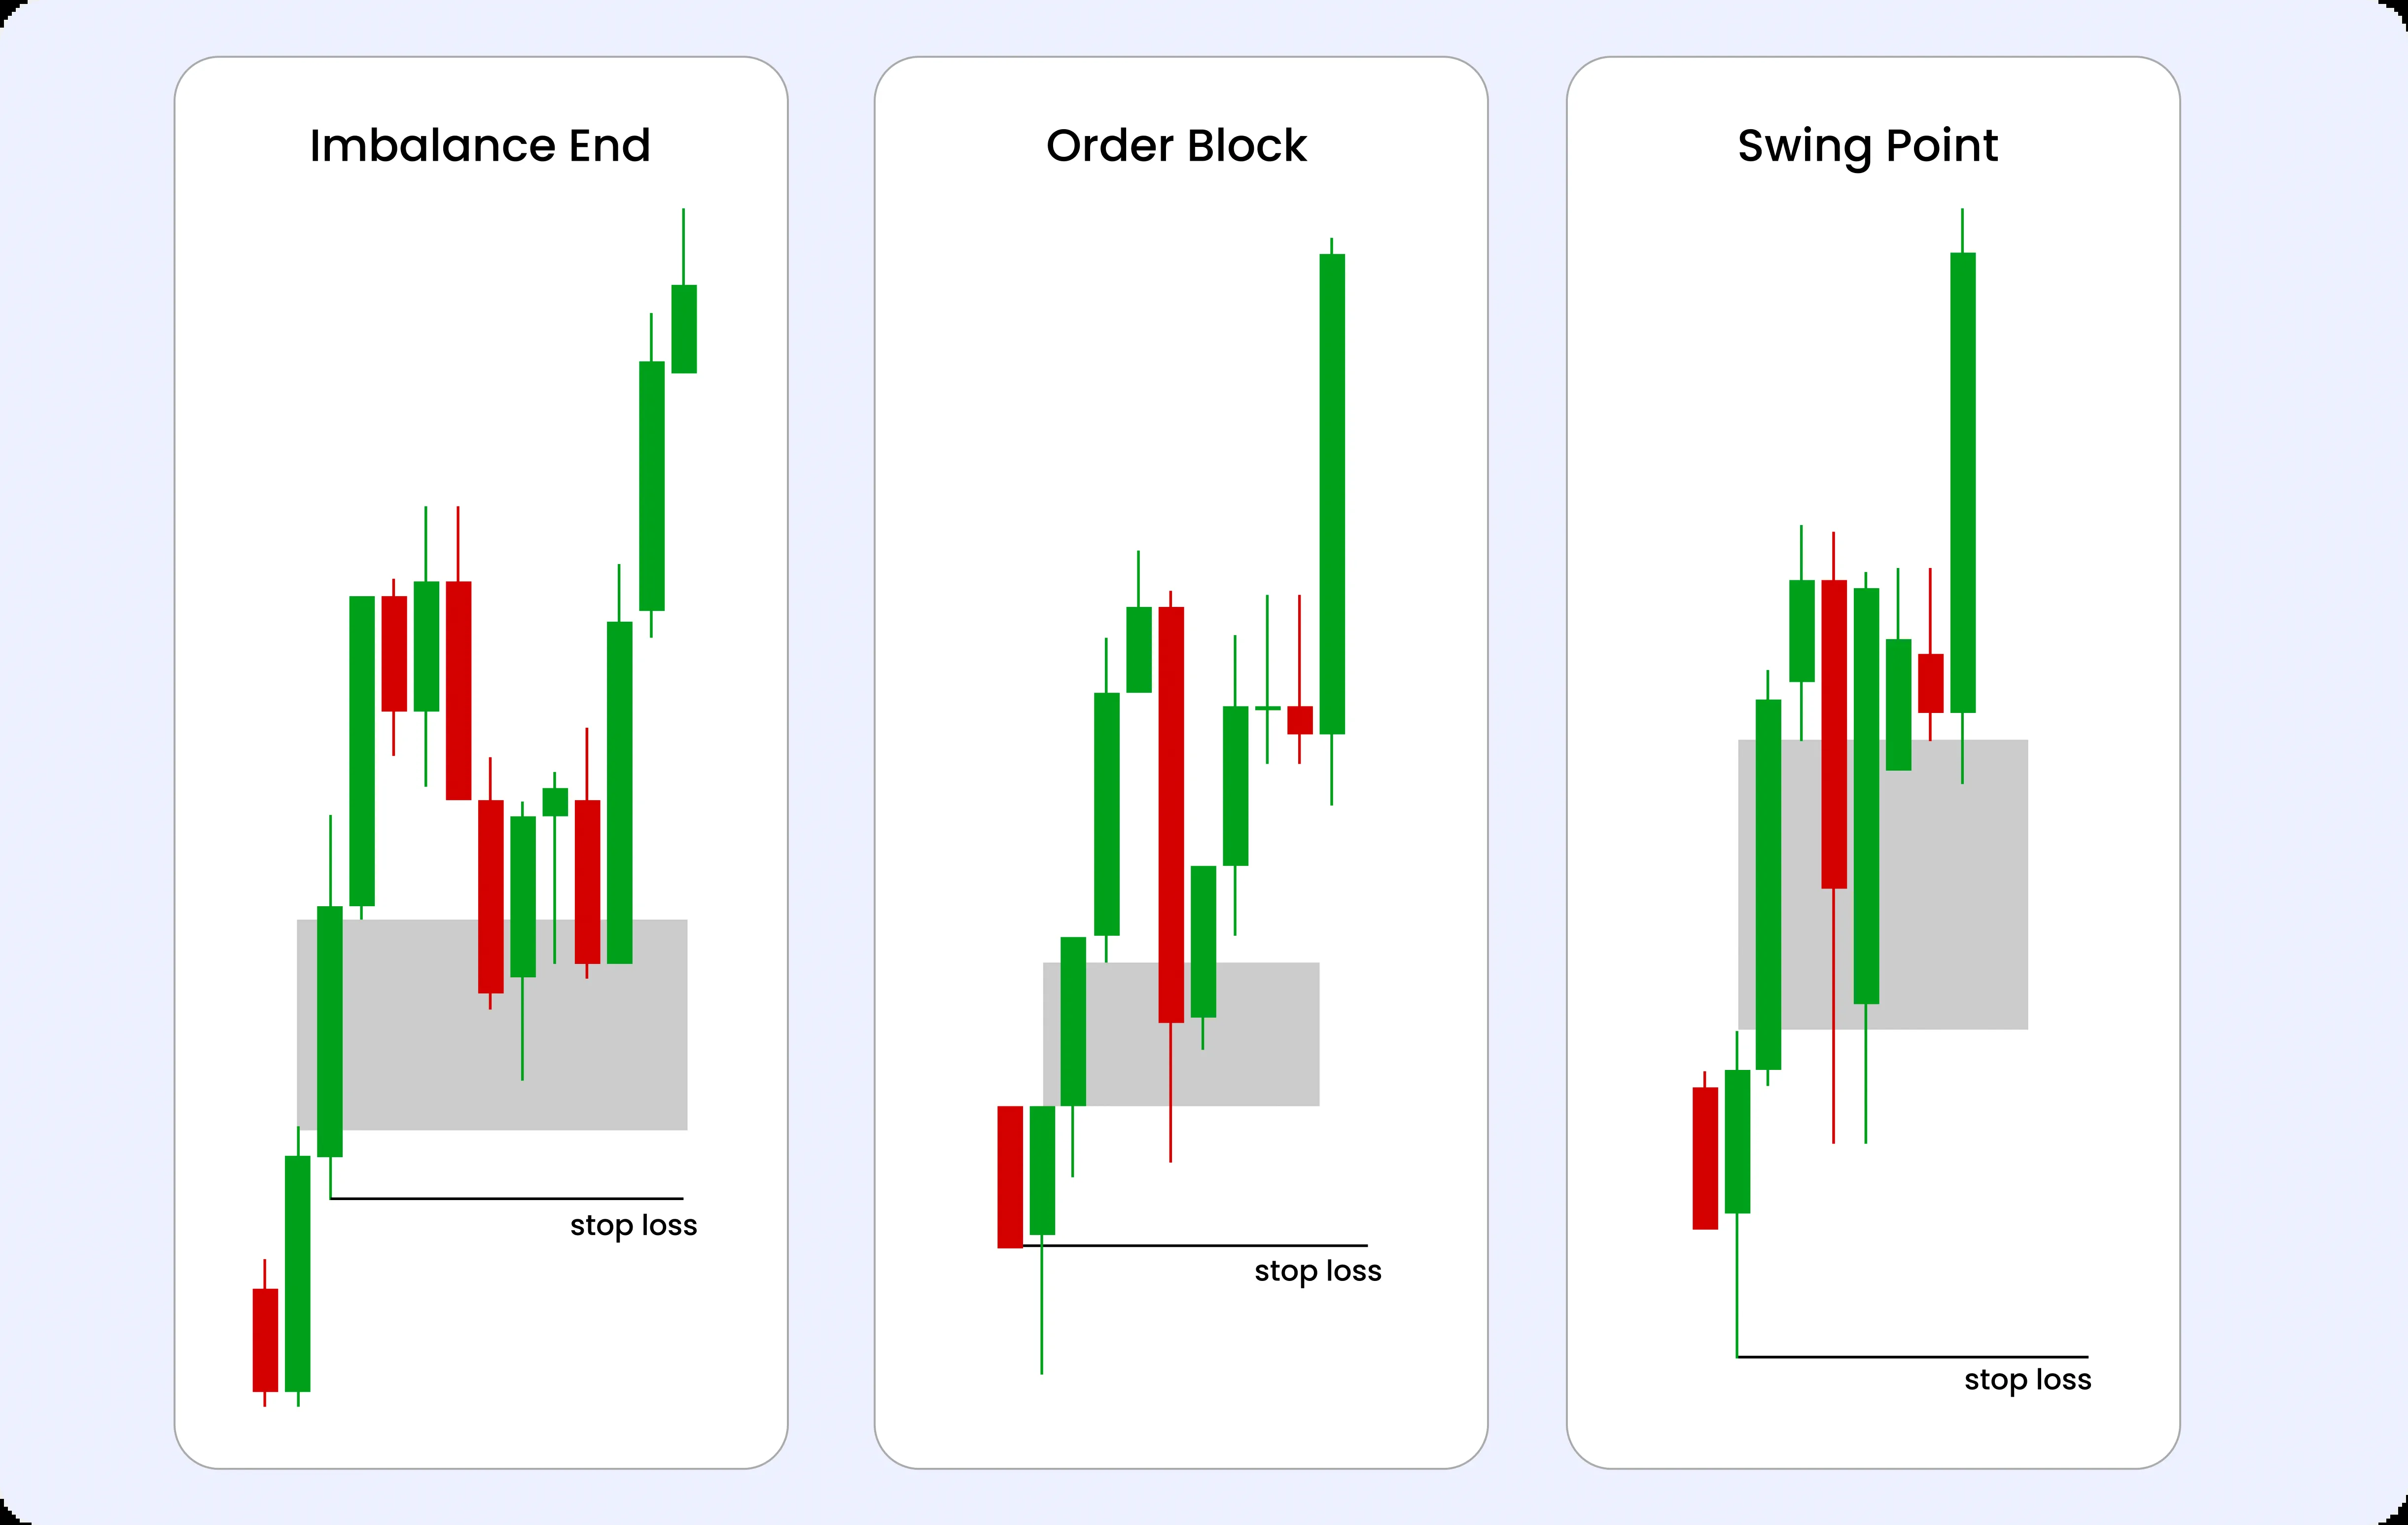 Imbalance End
Order Block
Swing Point
stop loss
stop loss
stop loss